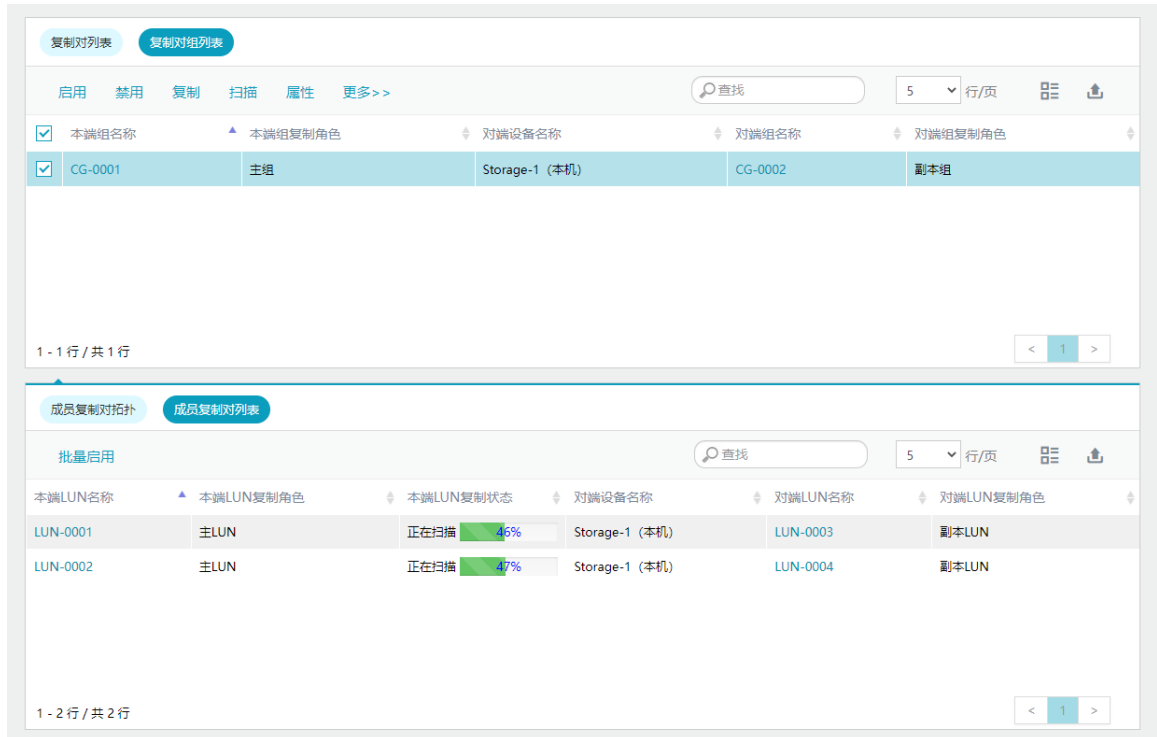 复制对列表 复制对组列表
启用 禁用 复制 扫描 属性 更多>> 查找 5 行/页
本端组名称 本端组复制角色 对端设备名称 对端组名称 对端组复制角色
CG-0001 主组 Storage-1（本机） CG-0002 副本组
1 - 1 行 / 共 1 行 < 1 >
成员复制对拓扑 成员复制对列表
批量启用 查找 5 行/页
本端LUN名称 本端LUN复制角色 本端LUN复制状态 对端设备名称 对端LUN名称 对端LUN复制角色
LUN-0001 主LUN 正在扫描 46% Storage-1（本机） LUN-0003 副本LUN
LUN-0002 主LUN 正在扫描 47% Storage-1（本机） LUN-0004 副本LUN
1 - 2 行 / 共 2 行 < 1 >